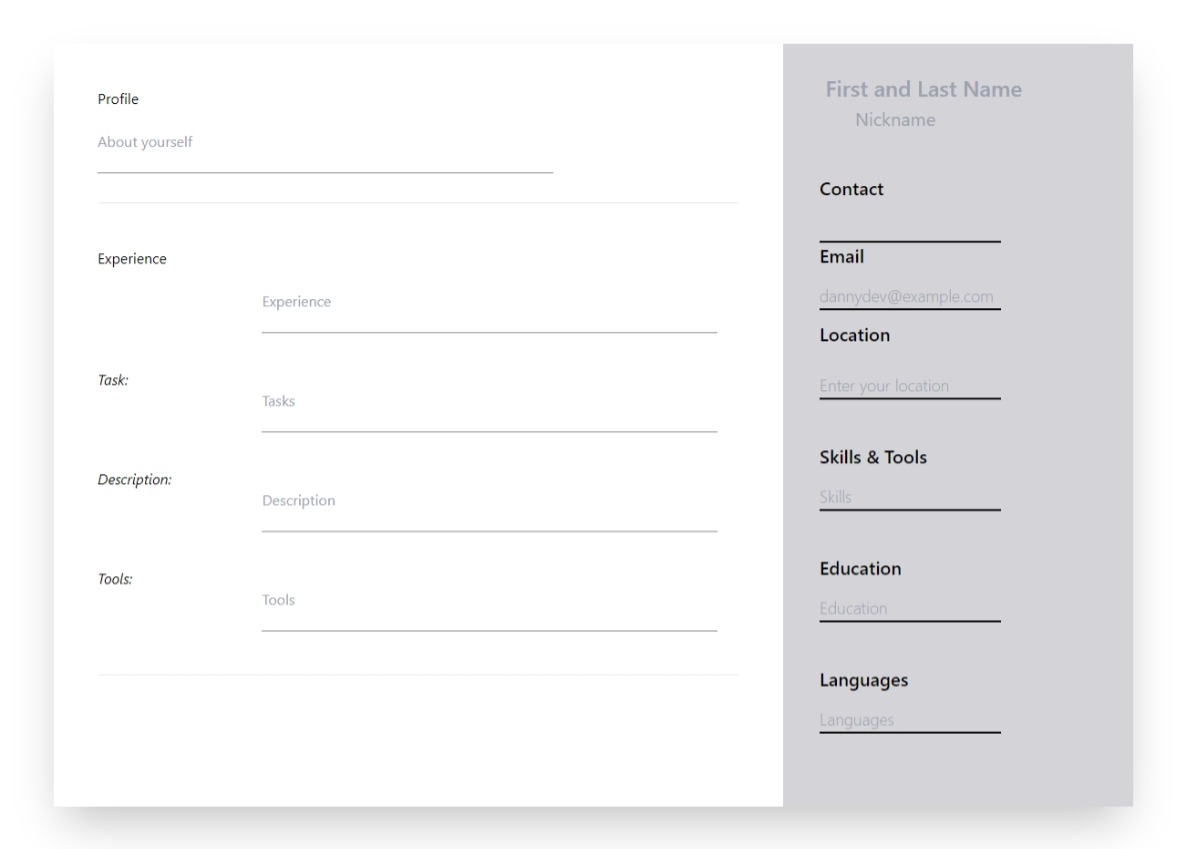 Profile
About yourself
Experience
Experience
Task:
Tasks
Description:
Description
Tools:
Tools
First and Last Name
Nickname
Contact
Email
dannydev@example.com
Location
Enter your location
Skills & Tools
Skills
Education
Education
Languages
Languages